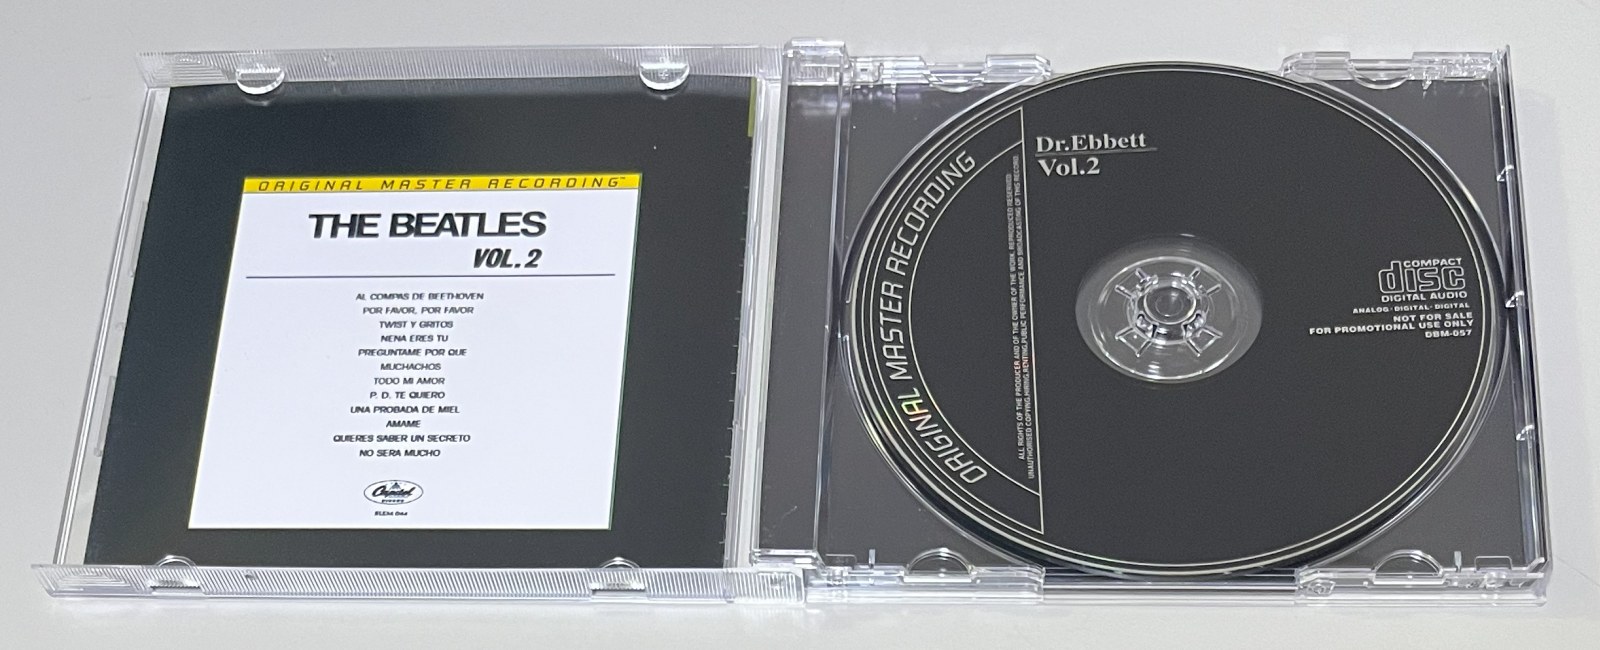 ORIGINAL MASTER RECORDING™
THE BEATLES
VOL. 2
AL COMPAS DE BEETHOVEN
POR FAVOR, POR FAVOR
TWIST Y GRITOS
NENA ERES TU
PREGUNTAME POR QUE
MUCHACHOS
TODO MI AMOR
P. D. TE QUIERO
UNA PROBADA DE MIEL
AMAME
QUIERES SABER UN SECRETO
NO SERA MUCHO
Capitol
Dr.Ebbett
Vol.2
ORIGINAL MASTER RECORDING
ALL RIGHTS OF THE PRODUCER AND OF THE OWNER OF THE WORK REPRODUCED RESERVED
UNAUTHORISED COPYING,HIRING,RENTING,PUBLIC PERFORMANCE AND BROADCASTING OF THIS RECORD
COMPACT
disc
DIGITAL AUDIO
ANALOG·DIGITAL·DIGITAL
NOT FOR SALE
FOR PROMOTIONAL USE ONLY
DBM-057